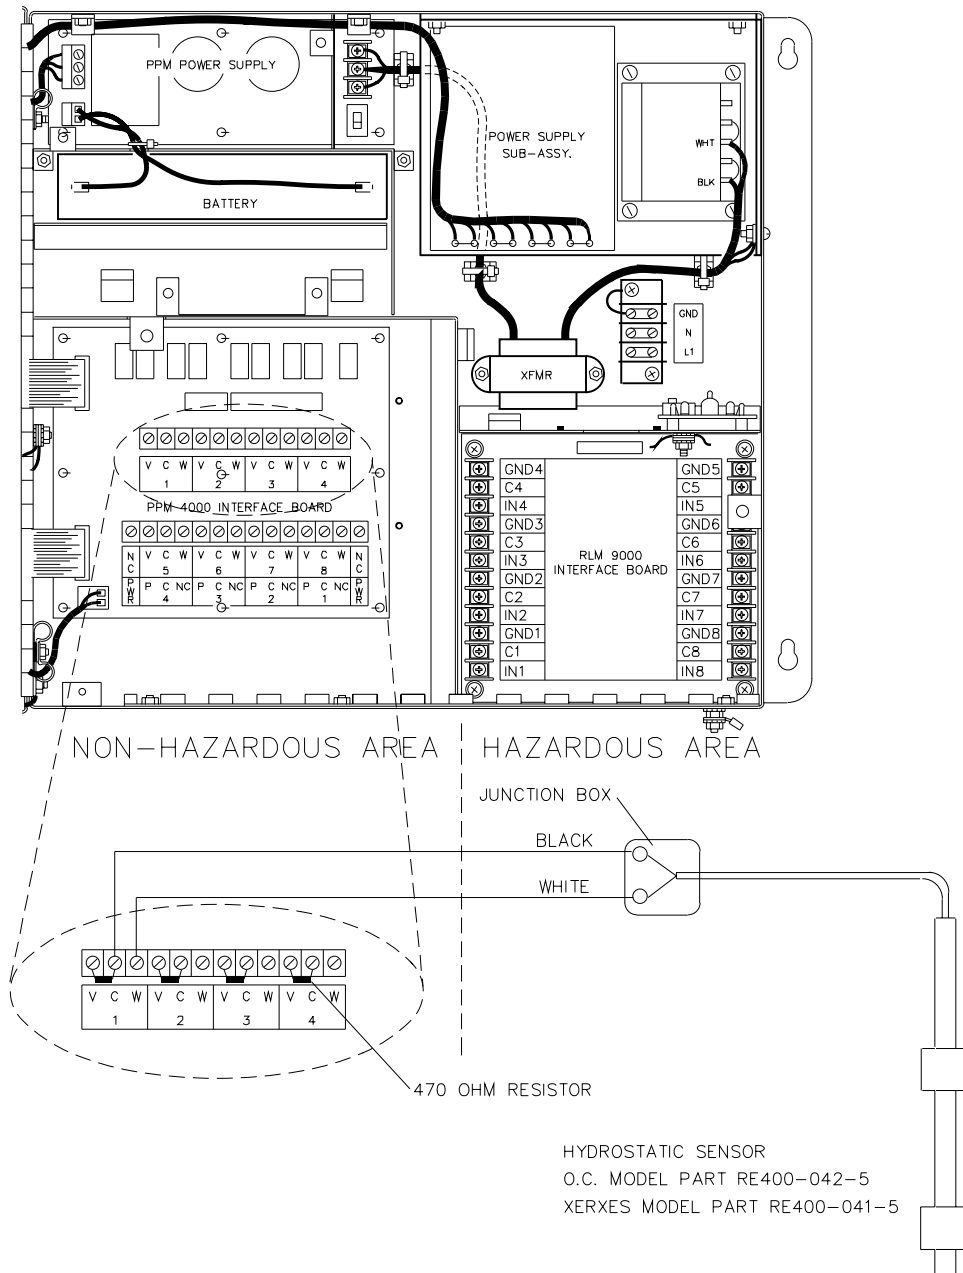 PPM POWER SUPPLY
POWER SUPPLY
SUB-ASSY.
WHT
BLK
BATTERY
GND
N
L1
XFMR
V C W V C W V C W V C W
1 2 3 4
PPM 4000 INTERFACE BOARD
NC V C W V C W V C W V C W NC
5 6 7 8
PWR P C NC P C NC P C NC P C NC PWR
4 3 2 1
GND4
C4
IN4
GND3
C3
IN3
GND2
C2
IN2
GND1
C1
IN1
RLM 9000
INTERFACE BOARD
GND5
C5
IN5
GND6
C6
IN6
GND7
C7
IN7
GND8
C8
IN8
NON-HAZARDOUS AREA
HAZARDOUS AREA
JUNCTION BOX
BLACK
WHITE
V C W V C W V C W V C W
1 2 3 4
470 OHM RESISTOR
HYDROSTATIC SENSOR
O.C. MODEL PART RE400-042-5
XERXES MODEL PART RE400-041-5